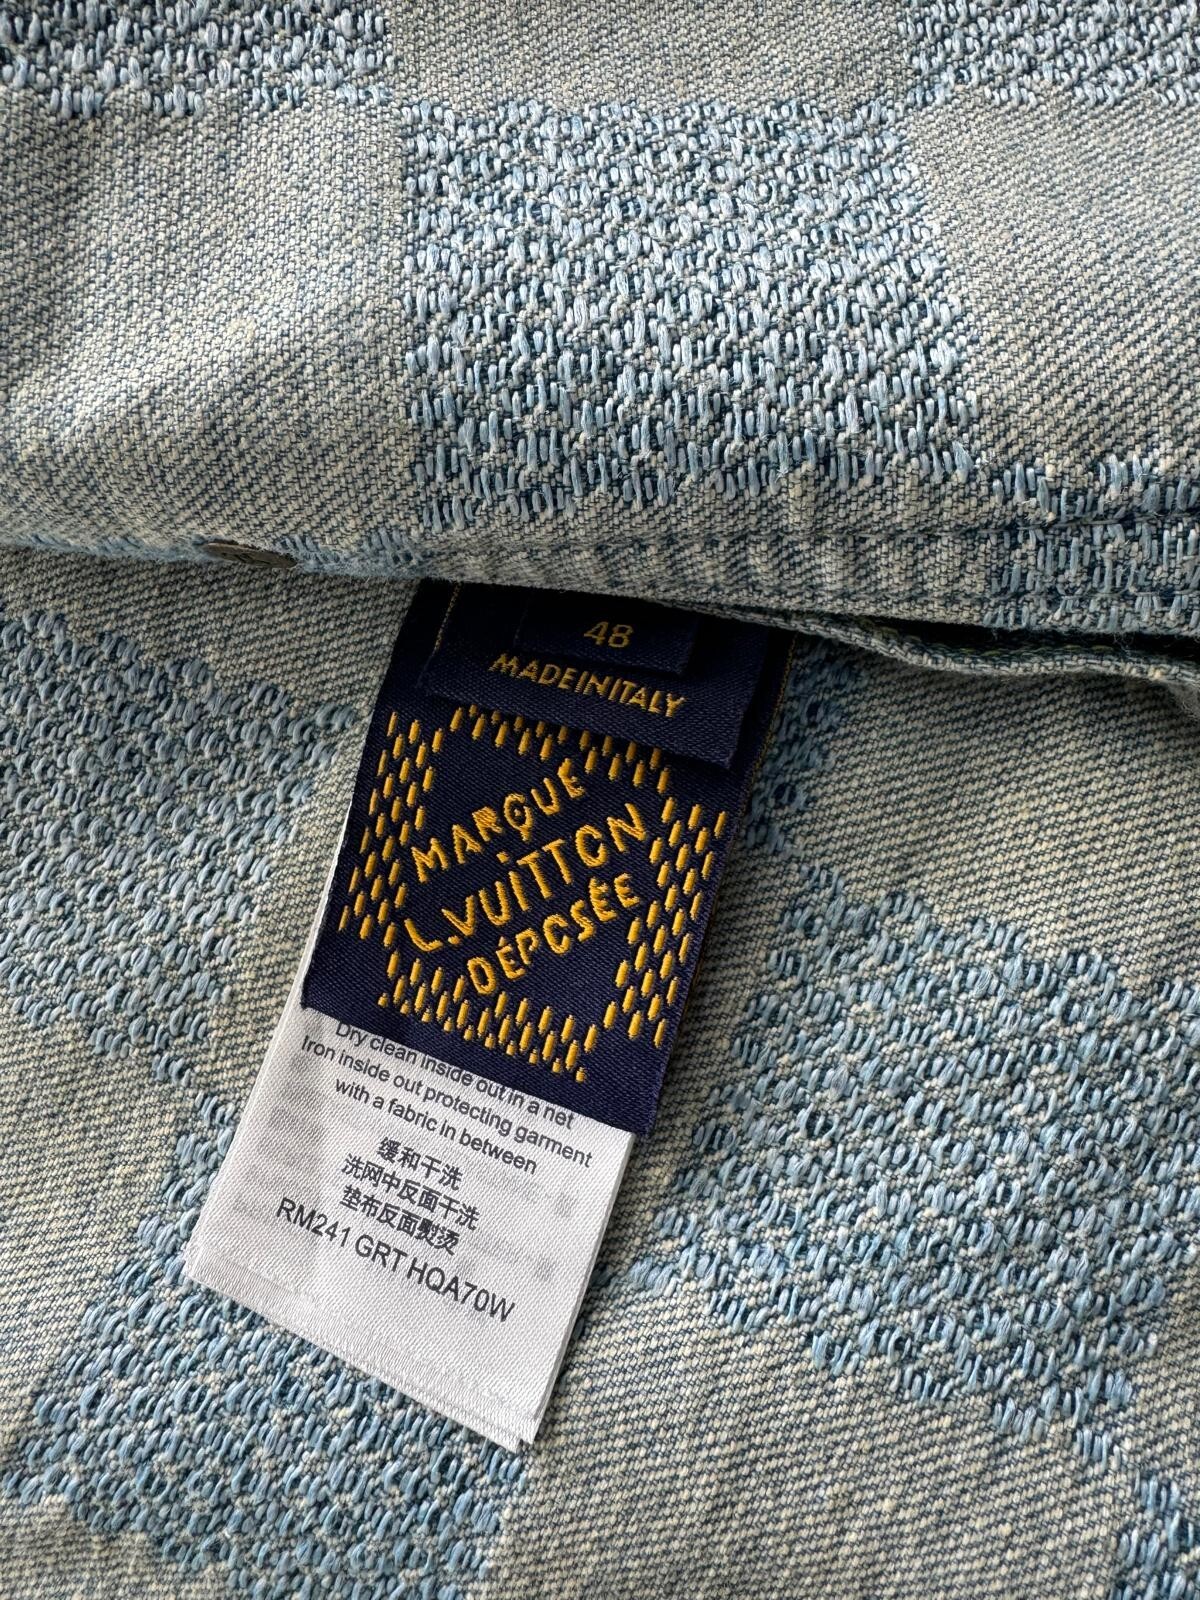 48
MADEINITALY
MARQUE
L.VUITTON
DÉPOSÉE
Dry clean inside out in a net
Iron inside out protecting garment
with a fabric in between
缓和干洗
洗网中反面干洗
垫布反面熨烫
RM241 GRT HQA70W